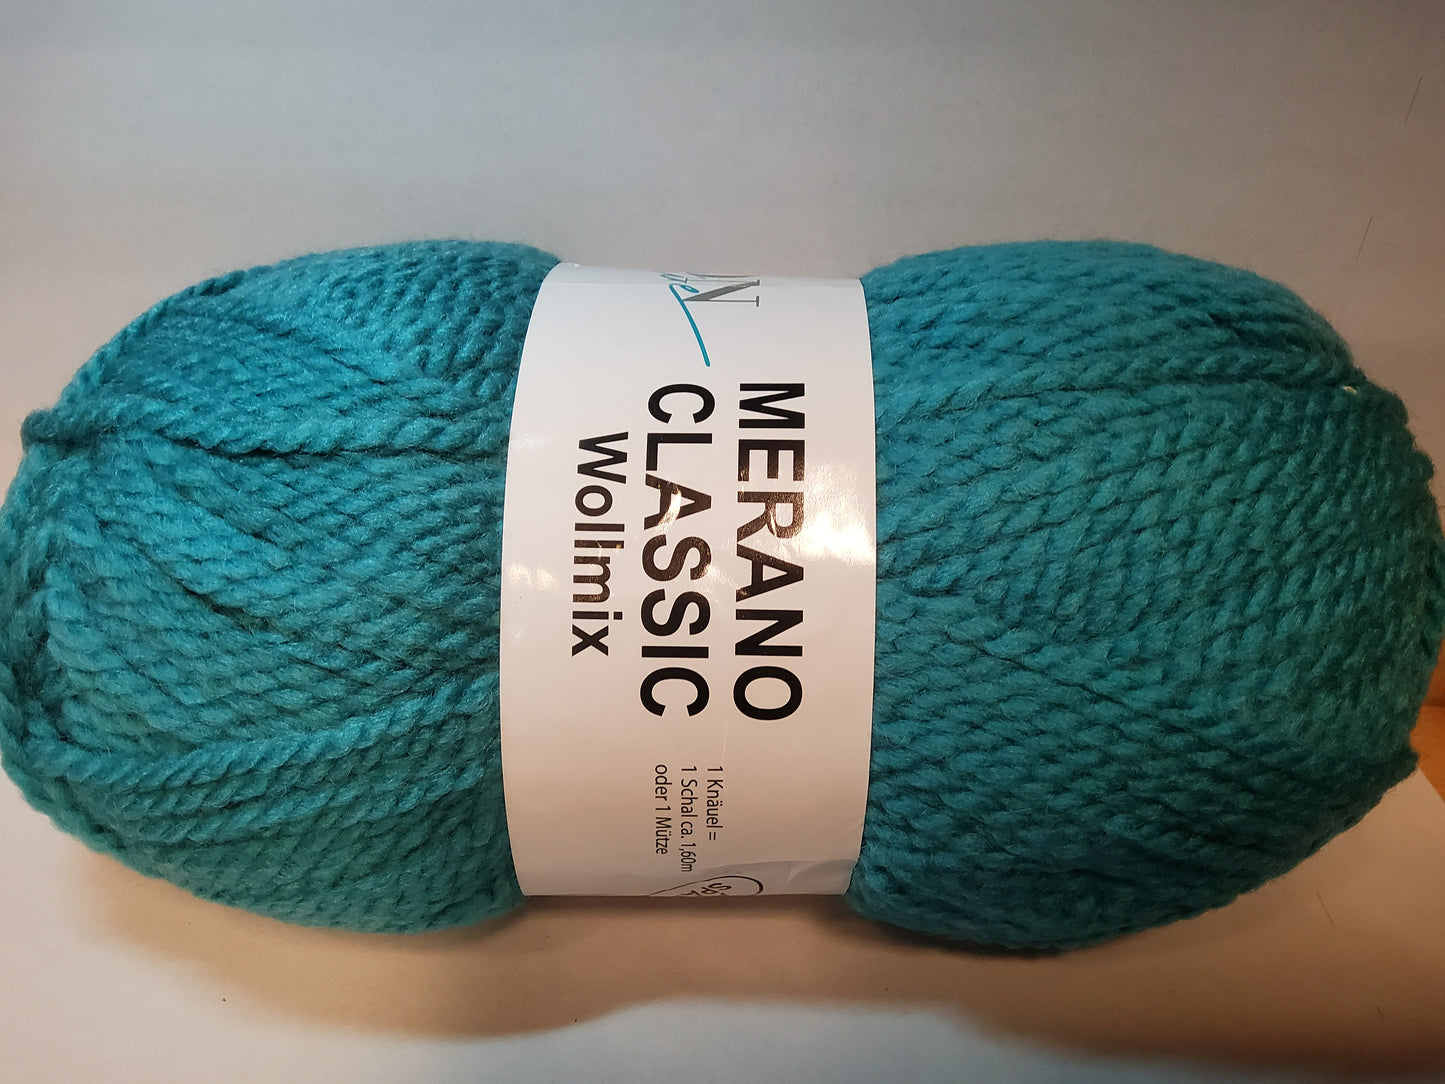 MERANO
CLASSIC
Wollmix
1 Knäuel =
1 Schal ca. 1,60m
oder 1 Mütze